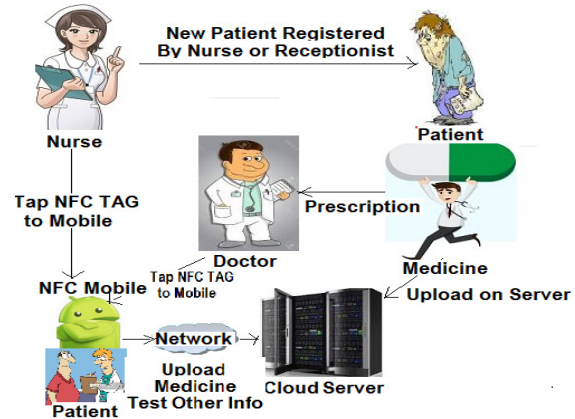 New Patient Registered
By Nurse or Receptionist
Nurse
Patient
Tap NFC TAG
to Mobile
Prescription
Doctor
Medicine
NFC Mobile
Tap NFC TAG
to Mobile
Upload on Server
Network
Upload
Medicine
Test Other Info
Cloud Server
Patient